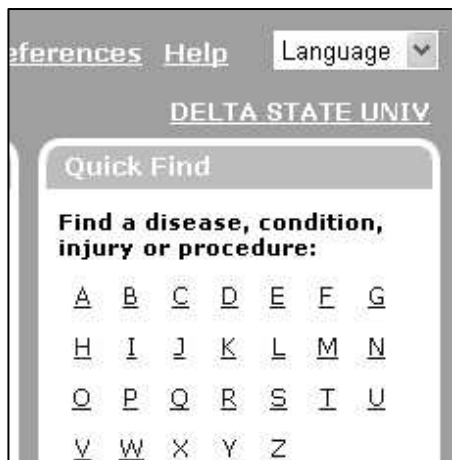 eferences Help Language
DELTA STATE UNIV
Quick Find
Find a disease, condition,
injury or procedure:
A B C D E F G
H I J K L M N
O P Q R S T U
V W X Y Z